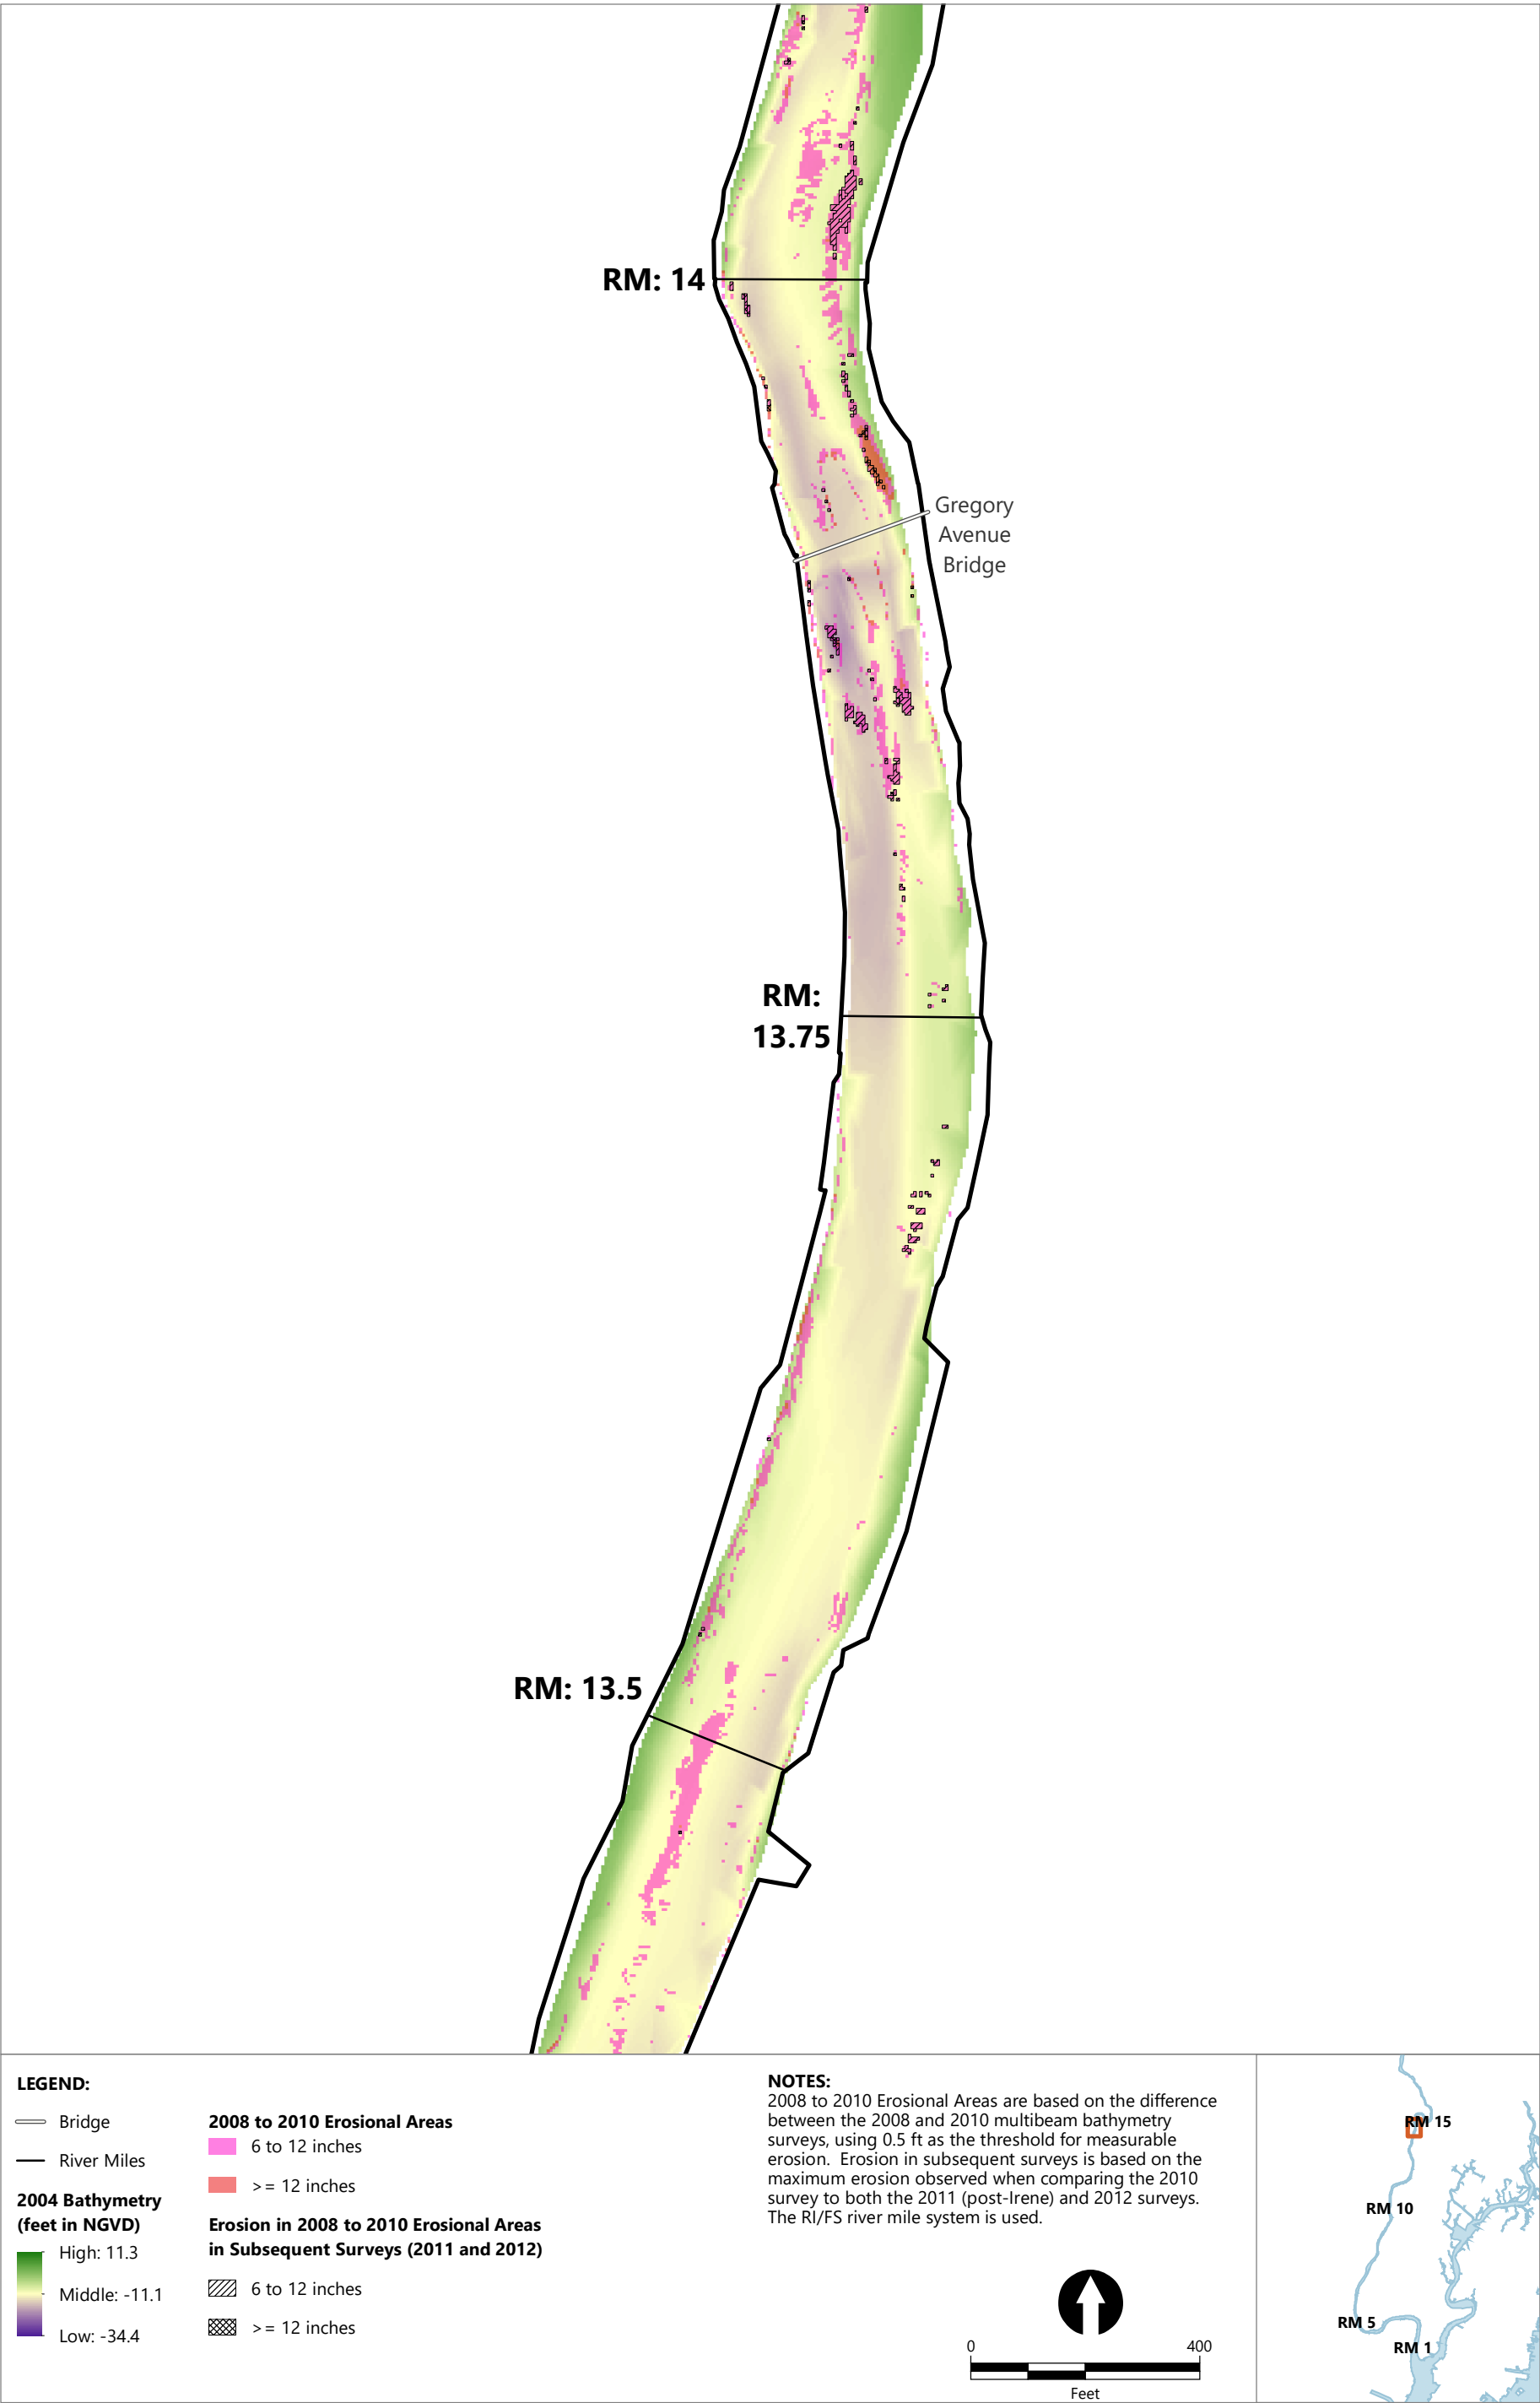 RM: 14
Gregory
Avenue
Bridge
RM:
13.75
RM: 13.5
LEGEND:
Bridge
River Miles
2004 Bathymetry
(feet in NGVD)
High: 11.3
Middle: -11.1
Low: -34.4
2008 to 2010 Erosional Areas
6 to 12 inches
>= 12 inches
Erosion in 2008 to 2010 Erosional Areas
in Subsequent Surveys (2011 and 2012)
6 to 12 inches
>= 12 inches
NOTES:
2008 to 2010 Erosional Areas are based on the difference
between the 2008 and 2010 multibeam bathymetry
surveys, using 0.5 ft as the threshold for measurable
erosion.  Erosion in subsequent surveys is based on the
maximum erosion observed when comparing the 2010
survey to both the 2011 (post-Irene) and 2012 surveys.
The RI/FS river mile system is used.
0 400
Feet
RM 15
RM 10
RM 5
RM 1